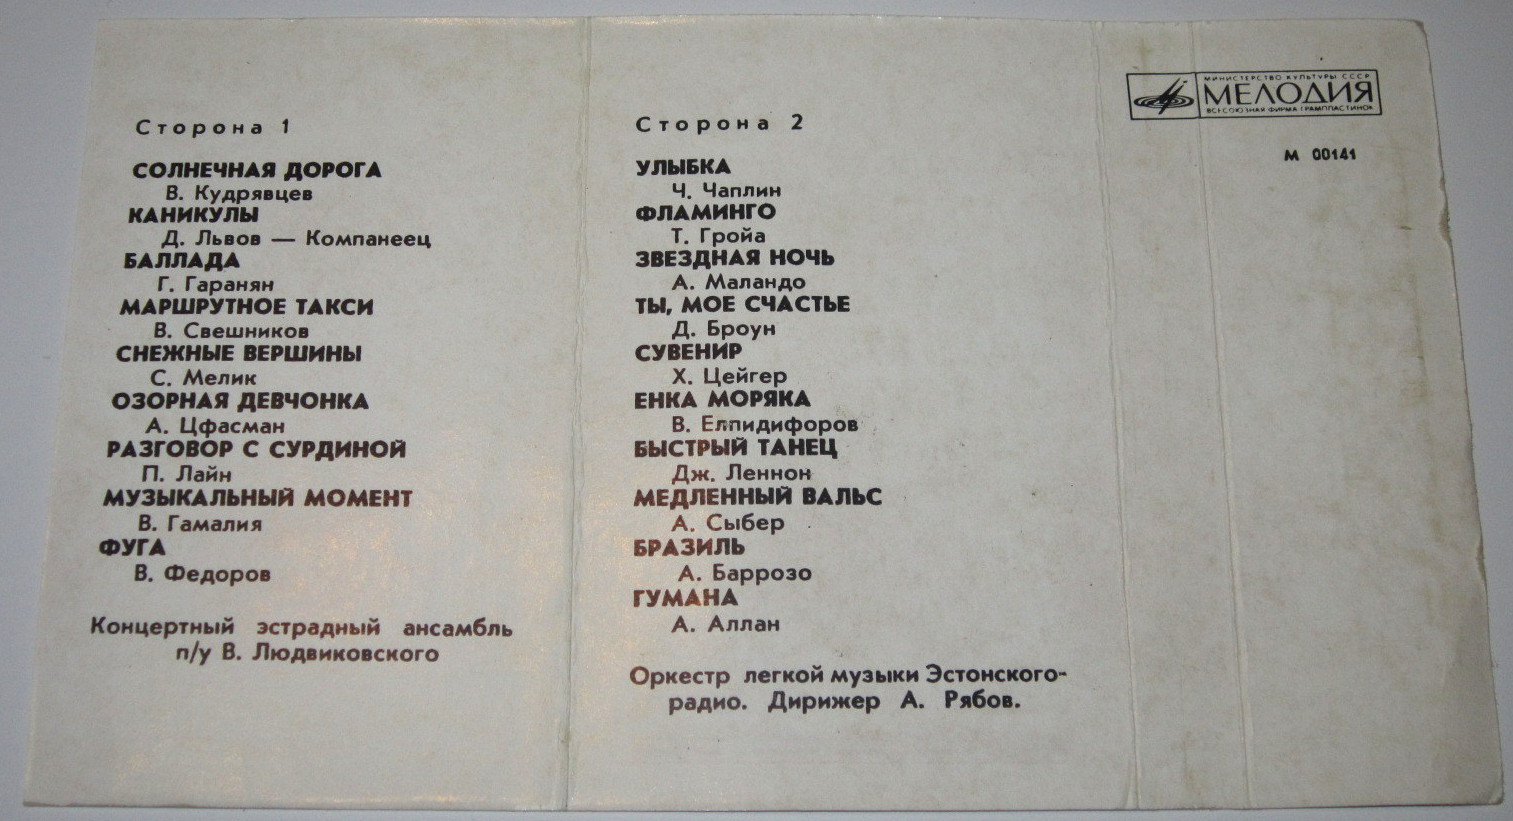 Сторона 1
СОЛНЕЧНАЯ ДОРОГА
В. Кудрявцев
КАНИКУЛЫ
Д. Львов — Компанеец
БАЛЛАДА
Г. Гаранян
МАРШРУТНОЕ ТАКСИ
В. Свешников
СНЕЖНЫЕ ВЕРШИНЫ
С. Мелик
ОЗОРНАЯ ДЕВЧОНКА
А. Цфасман
РАЗГОВОР С СУРДИНОЙ
П. Лайн
МУЗЫКАЛЬНЫЙ МОМЕНТ
В. Гамалия
ФУГА
В. Федоров
Концертный эстрадный ансамбль
п/у В. Людвиковского
Сторона 2
УЛЫБКА
Ч. Чаплин
ФЛАМИНГО
Т. Гройа
ЗВЕЗДНАЯ НОЧЬ
А. Маландо
ТЫ, МОЕ СЧАСТЬЕ
Д. Броун
СУВЕНИР
Х. Цейгер
ЕНКА МОРЯКА
В. Елпидифоров
БЫСТРЫЙ ТАНЕЦ
Дж. Леннон
МЕДЛЕННЫЙ ВАЛЬС
А. Сыбер
БРАЗИЛЬ
А. Баррозо
ГУМАНА
А. Аллан
Оркестр легкой музыки Эстонского-
радио. Дирижер А. Рябов.
МИНИСТЕРСТВО КУЛЬТУРЫ СССР
МЕЛОДИЯ
ВСЕСОЮЗНАЯ ФИРМА ГРАМПЛАСТИНОК
М 00141